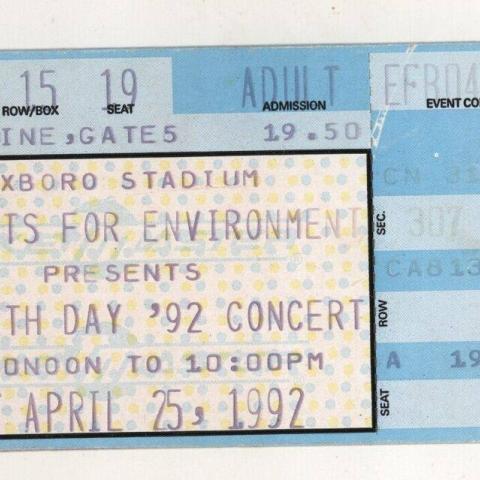 15 19 ADULT EFB04
ROW/BOX SEAT ADMISSION EVENT CO
INE,GATE5 19.50
XBORO STADIUM CN 31
TS FOR ENVIRONMENT SEC. 307
PRESENTS CA813
TH DAY '92 CONCERT ROW
ONOON TO 10:00PM A 19
APRIL 25, 1992 SEAT